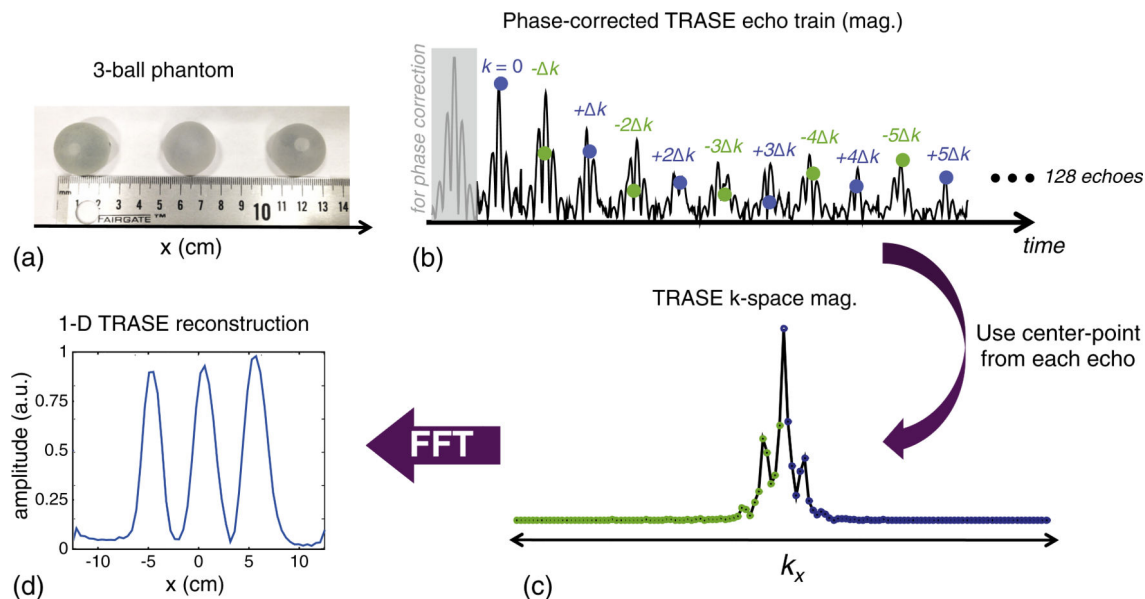 3-ball phantom
mm 1 2 3 4 5 6 7 8 9 10 11 12 13 14
FAIRGATE ™
x (cm)
(a)
Phase-corrected TRASE echo train (mag.)
for phase correction
k = 0
-Δk
+Δk
-2Δk
+2Δk
-3Δk
+3Δk
-4Δk
+4Δk
-5Δk
+5Δk
••• 128 echoes
time
(b)
Use center-point
from each echo
TRASE k-space mag.
kx
(c)
FFT
1-D TRASE reconstruction
amplitude (a.u.)
1
0.75
0.5
0.25
0
-10 -5 0 5 10
x (cm)
(d)